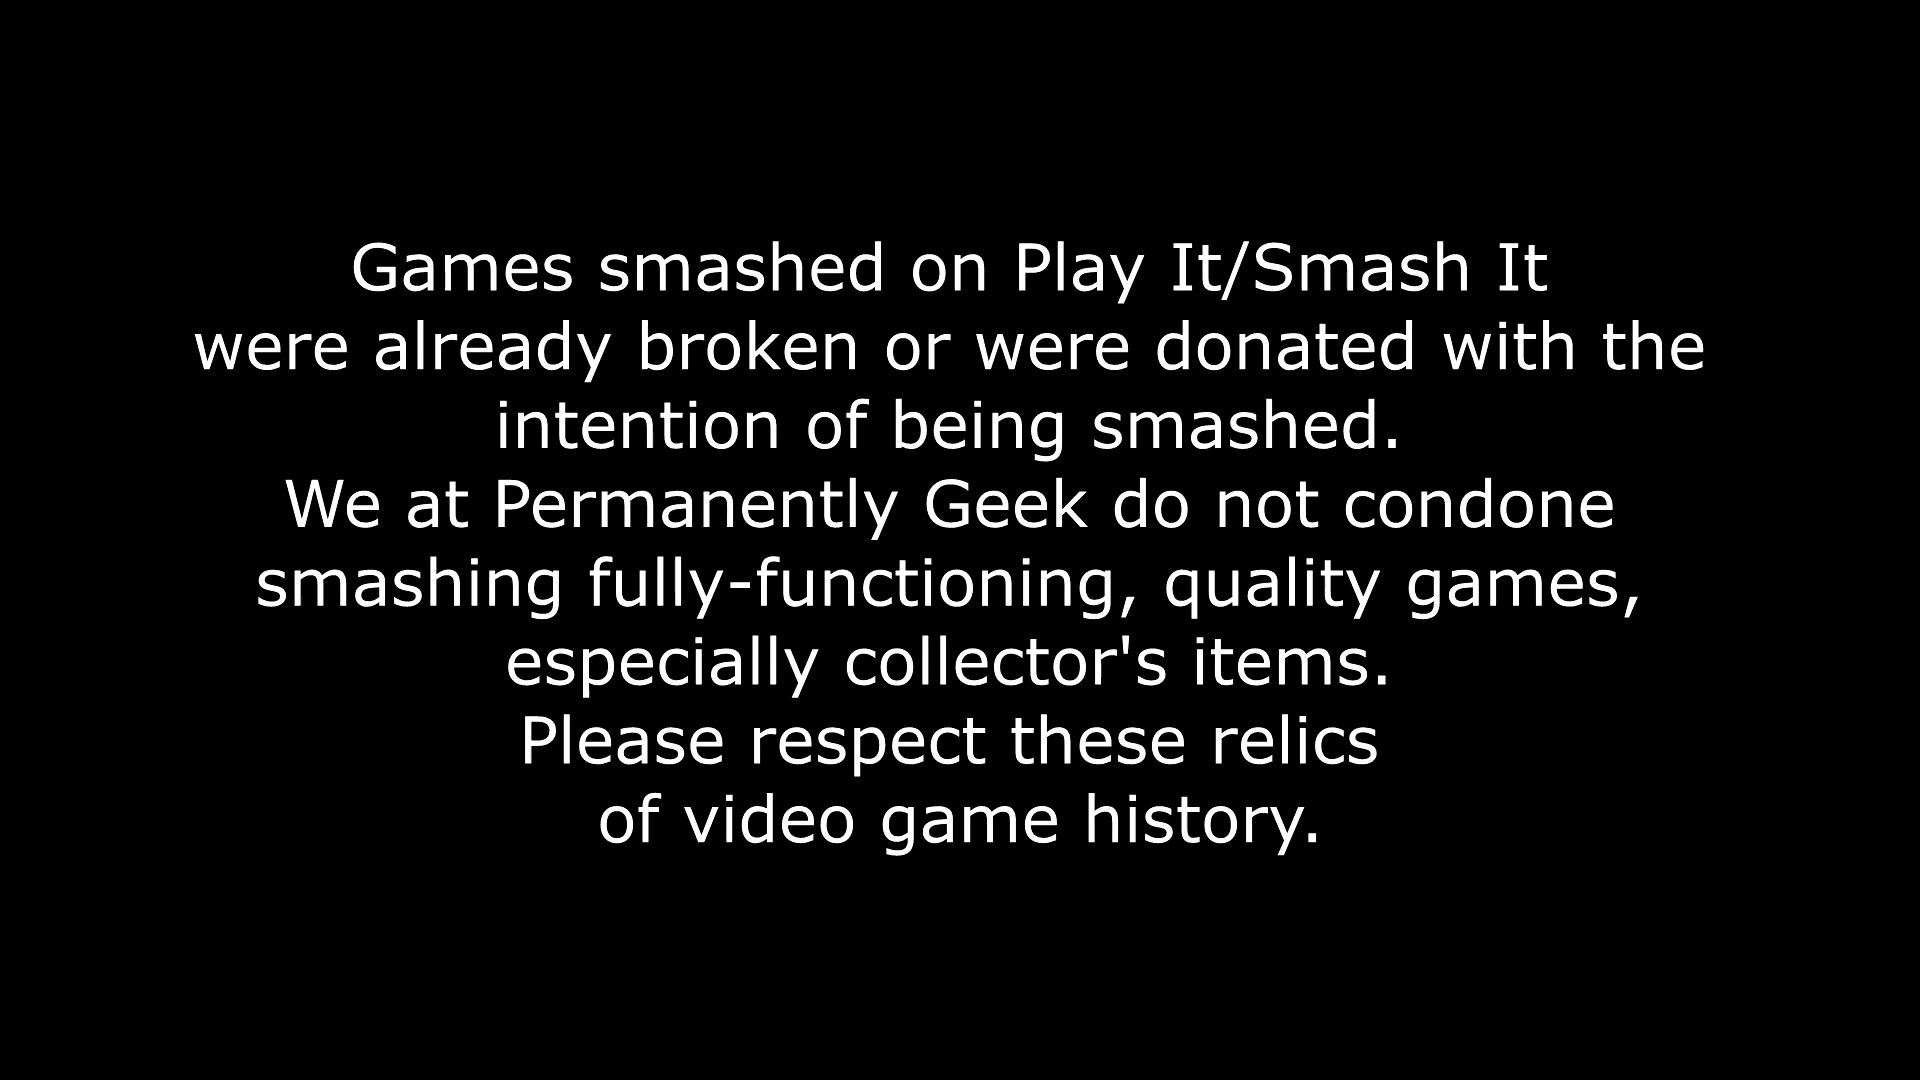 Games smashed on Play It/Smash It
were already broken or were donated with the
intention of being smashed.
We at Permanently Geek do not condone
smashing fully-functioning, quality games,
especially collector's items.
Please respect these relics
of video game history.